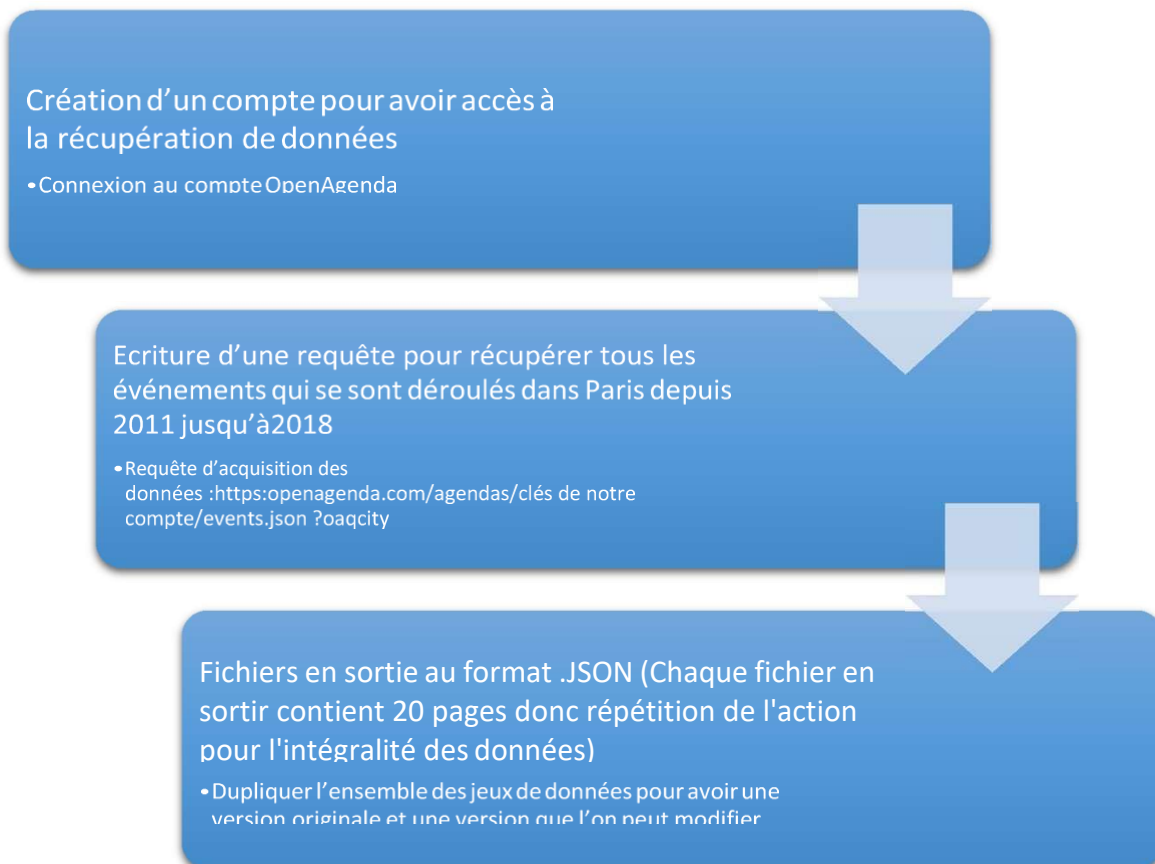 Création d’un compte pour avoir accès à
la récupération de données
•Connexion au compte OpenAgenda
Ecriture d’une requête pour récupérer tous les
événements qui se sont déroulés dans Paris depuis
2011 jusqu’à2018
•Requête d’acquisition des
données :https:openagenda.com/agendas/clés de notre
compte/events.json ?oaqcity
Fichiers en sortie au format .JSON (Chaque fichier en
sortir contient 20 pages donc répétition de l'action
pour l'intégralité des données)
•Dupliquer l’ensemble des jeux de données pour avoir une
version originale et une version que l’on peut modifier